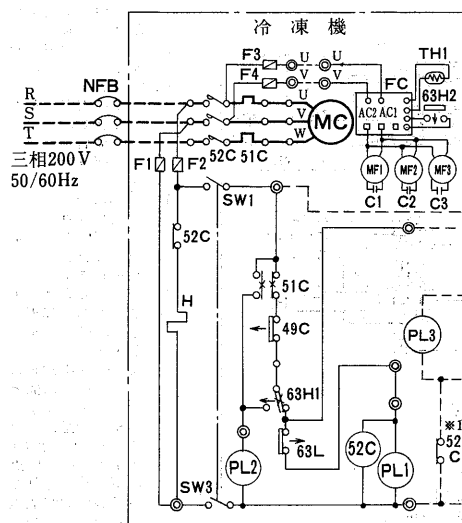 冷凍機
F3 U U
F4 V V
TH1
FC
63H2
R NFB
S
T
U
V
W
MC
AC2 AC1
52C 51C
三相200V
50/60Hz
F1 F2
MF1 MF2 MF3
C1 C2 C3
SW1
52C
51C
H
49C
PL3
63H1
※1
63L
52C
52
C
PL2
PL1
SW3